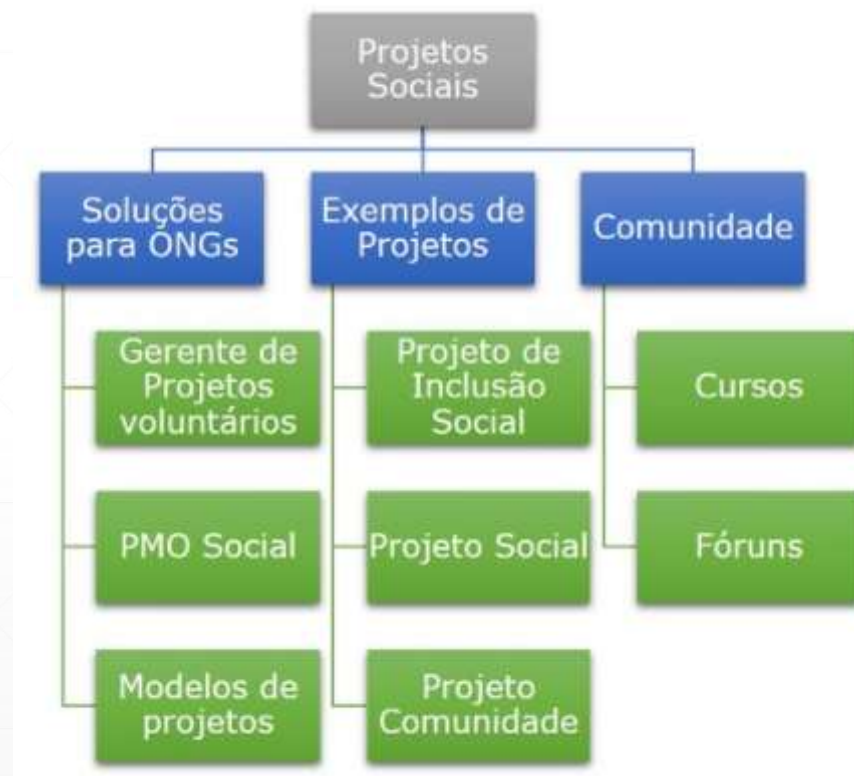 Projetos
Sociais
Soluções
para ONGs
Exemplos de
Projetos
Comunidade
Gerente de
Projetos
voluntários
Projeto de
Inclusão
Social
Cursos
PMO Social
Projeto Social
Fóruns
Modelos de
projetos
Projeto
Comunidade